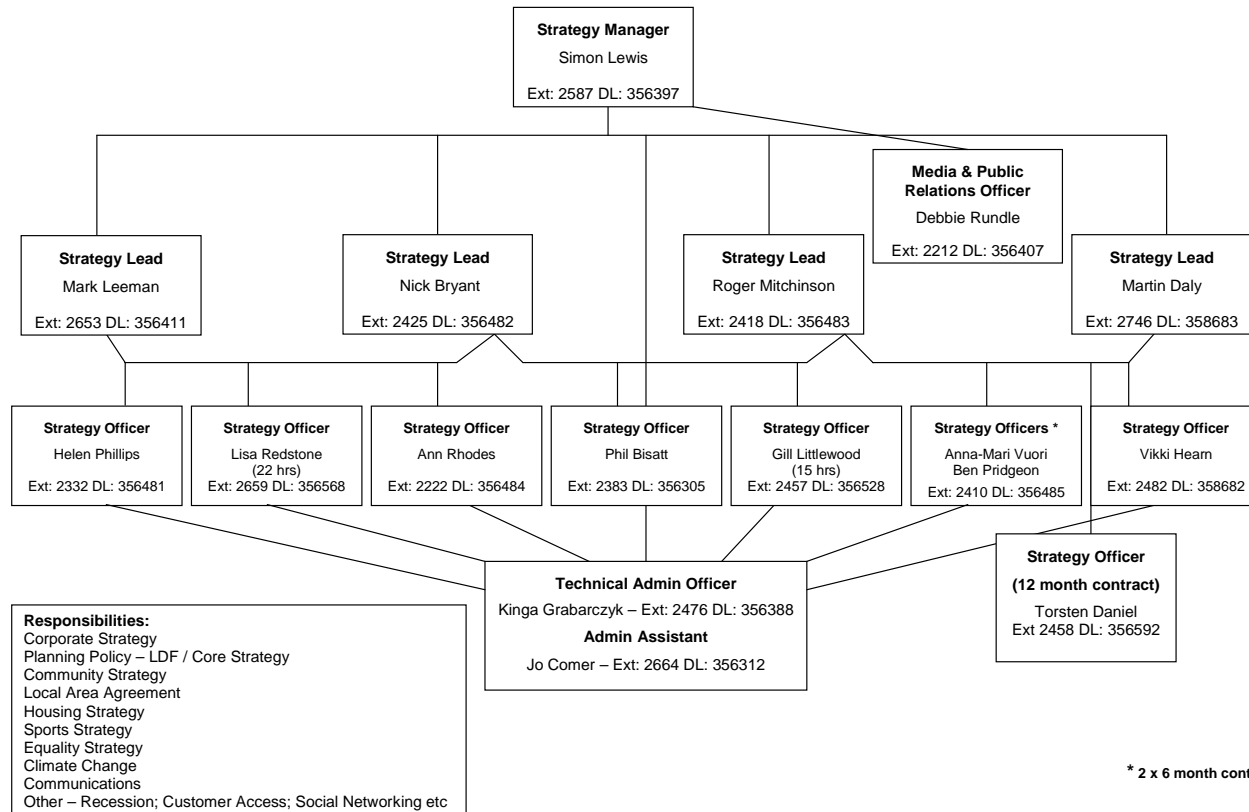 Strategy Manager
Simon Lewis
Ext: 2587 DL: 356397
Media & Public
Relations Officer
Debbie Rundle
Ext: 2212 DL: 356407
Strategy Lead
Mark Leeman
Ext: 2653 DL: 356411
Strategy Lead
Nick Bryant
Ext: 2425 DL: 356482
Strategy Lead
Roger Mitchinson
Ext: 2418 DL: 356483
Strategy Lead
Martin Daly
Ext: 2746 DL: 358683
Strategy Officer
Helen Phillips
Ext: 2332 DL: 356481
Strategy Officer
Lisa Redstone
(22 hrs)
Ext: 2659 DL: 356568
Strategy Officer
Ann Rhodes
Ext: 2222 DL: 356484
Strategy Officer
Phil Bisatt
Ext: 2383 DL: 356305
Strategy Officer
Gill Littlewood
(15 hrs)
Ext: 2457 DL: 356528
Strategy Officers *
Anna-Mari Vuori
Ben Pridgeon
Ext: 2410 DL: 356485
Strategy Officer
Vikki Hearn
Ext: 2482 DL: 358682
Technical Admin Officer
Kinga Grabarczyk – Ext: 2476 DL: 356388
Admin Assistant
Jo Comer – Ext: 2664 DL: 356312
Strategy Officer
(12 month contract)
Torsten Daniel
Ext 2458 DL: 356592
Responsibilities:
Corporate Strategy
Planning Policy – LDF / Core Strategy
Community Strategy
Local Area Agreement
Housing Strategy
Sports Strategy
Equality Strategy
Climate Change
Communications
Other – Recession; Customer Access; Social Networking etc
* 2 x 6 month cont